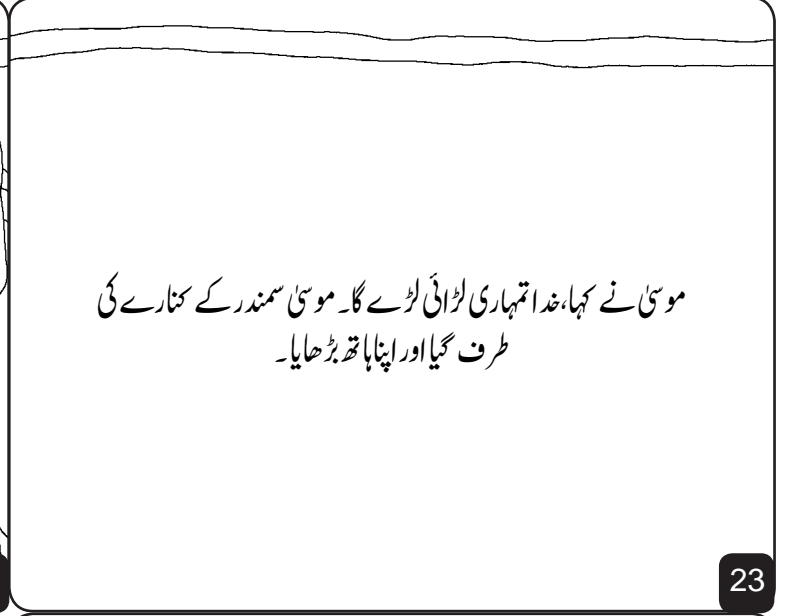 موسیٰ نے کہا،خدا تمہاری لڑائی لڑے گا۔ موسیٰ سمندر کے کنارے کی
طرف گیا اور اپنا ہاتھ بڑھایا۔
23